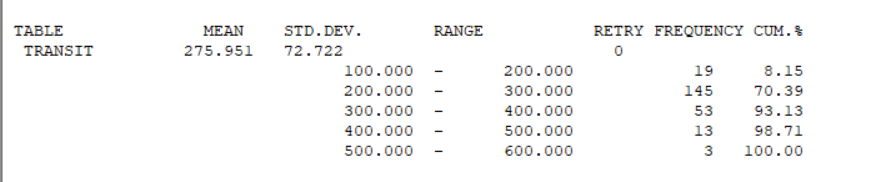 TABLE MEAN STD.DEV. RANGE RETRY FREQUENCY CUM.%
TRANSIT 275.951 72.722 0
100.000 - 200.000 19 8.15
200.000 - 300.000 145 70.39
300.000 - 400.000 53 93.13
400.000 - 500.000 13 98.71
500.000 - 600.000 3 100.00